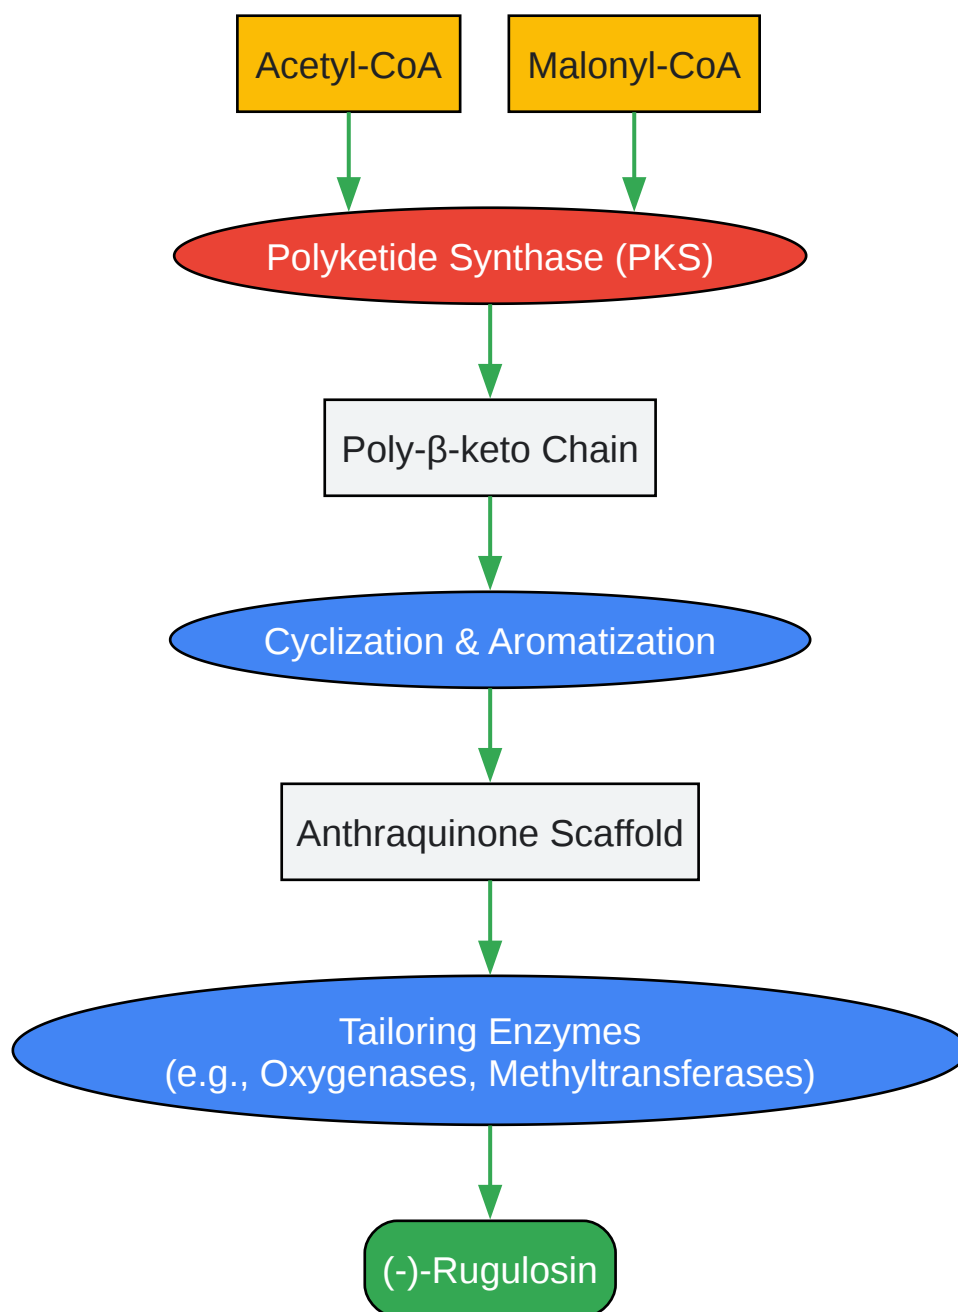 Acetyl-CoA
Malonyl-CoA
Polyketide Synthase (PKS)
Poly-β-keto Chain
Cyclization & Aromatization
Anthraquinone Scaffold
Tailoring Enzymes
(e.g., Oxygenases, Methyltransferases)
(-)-Rugulosin